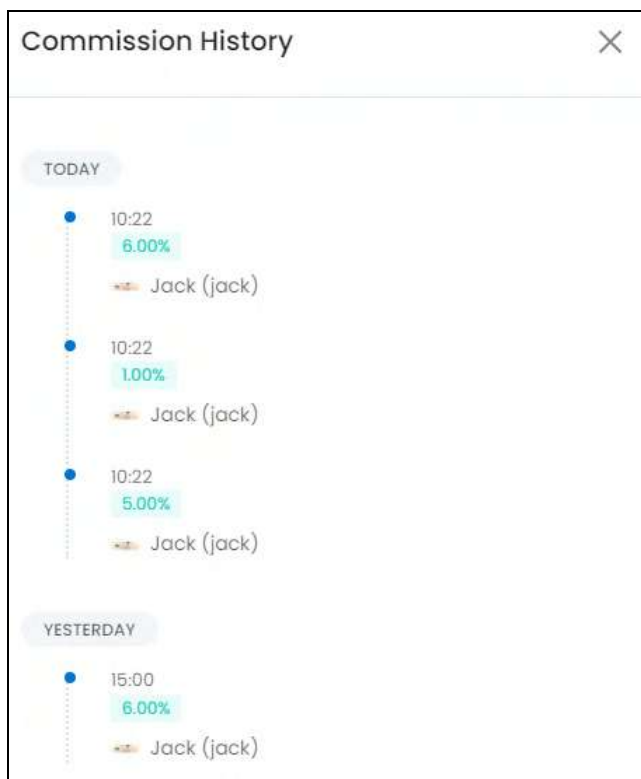 Commission History
TODAY
10:22
6.00%
Jack (jack)
10:22
1.00%
Jack (jack)
10:22
5.00%
Jack (jack)
YESTERDAY
15:00
6.00%
Jack (jack)